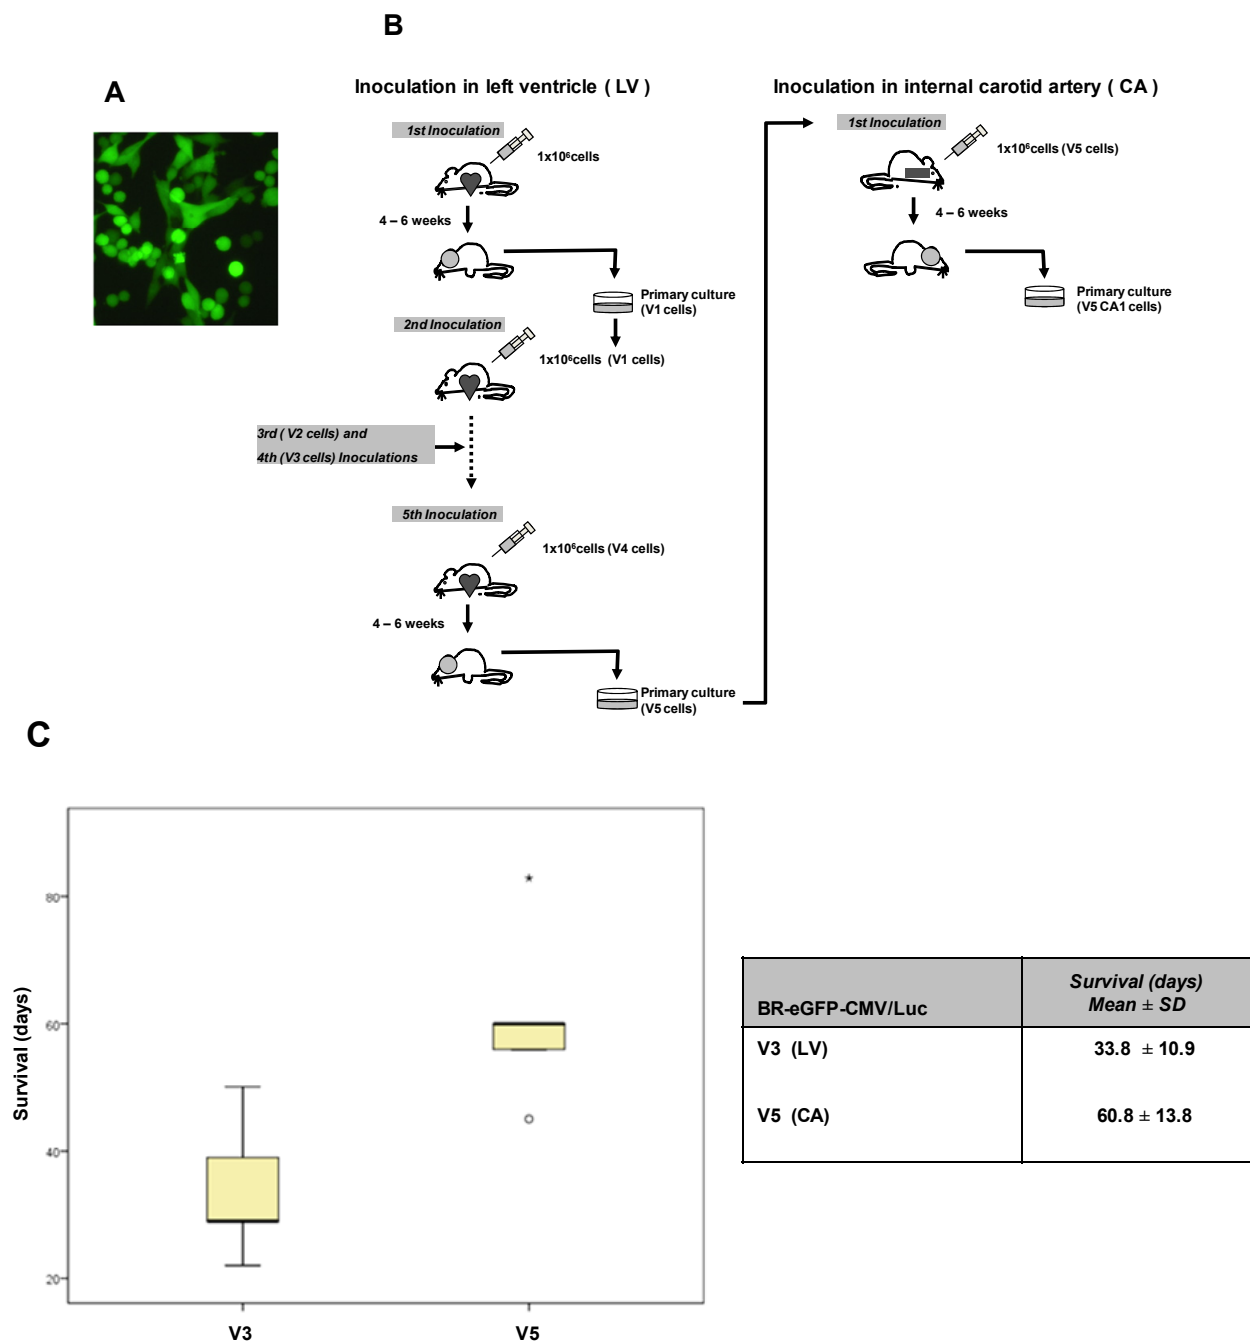 B
A
Inoculation in left ventricle ( LV )
Inoculation in internal carotid artery ( CA )
1st Inoculation
1x10⁶cells
4 – 6 weeks
Primary culture
(V1 cells)
2nd Inoculation
1x10⁶cells (V1 cells)
3rd ( V2 cells) and
4th (V3 cells) Inoculations
5th Inoculation
1x10⁶cells (V4 cells)
4 – 6 weeks
Primary culture
(V5 cells)
1st Inoculation
1x10⁶cells (V5 cells)
4 – 6 weeks
Primary culture
(V5 CA1 cells)
C
Survival (days)
80
60
40
20
V3
V5
BR-eGFP-CMV/Luc
Survival (days)
Mean ± SD
V3 (LV)
33.8 ± 10.9
V5 (CA)
60.8 ± 13.8